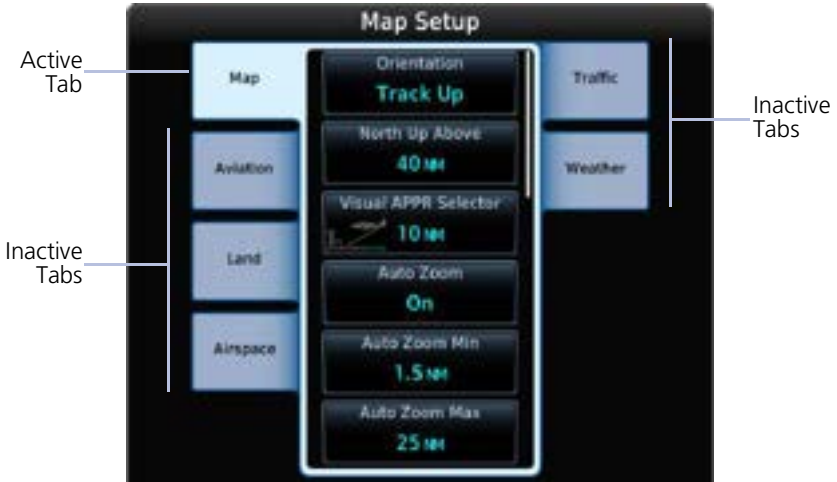 Map Setup
Active
Tab
Map
Aviation
Land
Airspace
Inactive
Tabs
Orientation
Track Up
North Up Above
40 NM
Visual APPR Selector
10 NM
Auto Zoom
On
Auto Zoom Min
1.5 NM
Auto Zoom Max
25 NM
Traffic
Weather
Inactive
Tabs